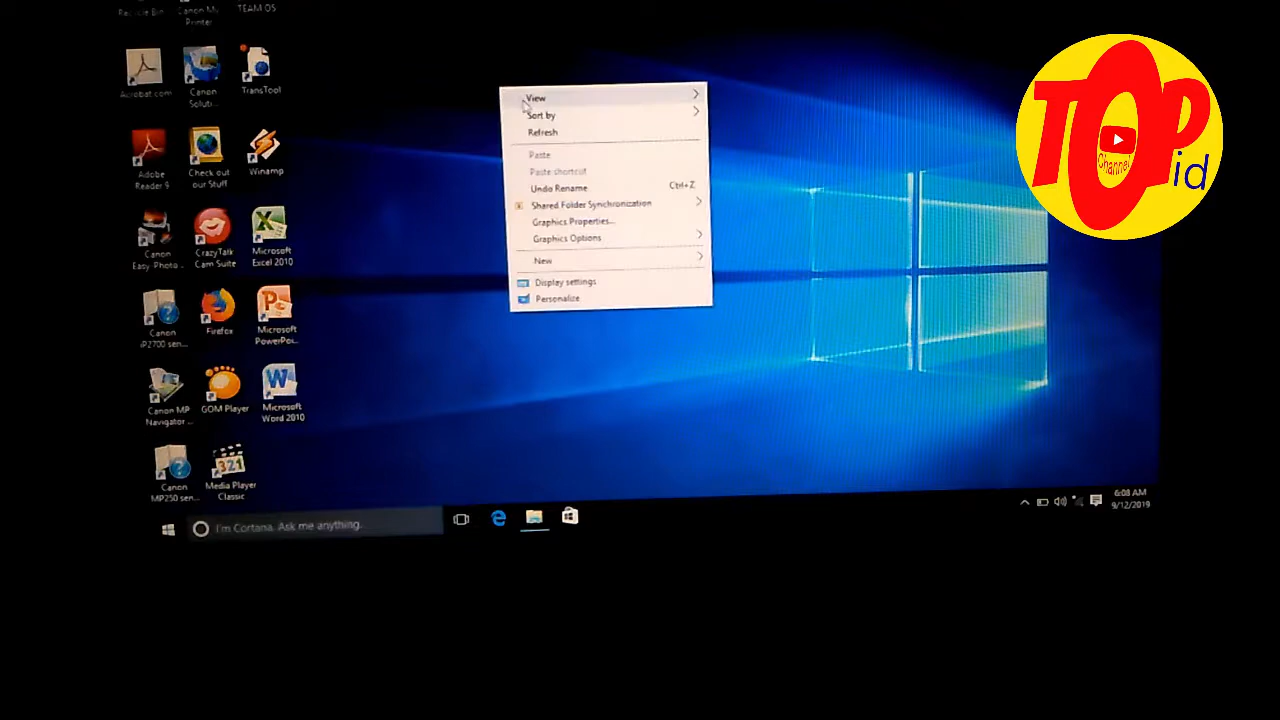 Recycle Bin
Canon My
Printer
TEAM OS
Acrobat.com
Canon
Soluti...
TransTool
Adobe
Reader 9
Check out
our Stuff
Winamp
Canon
Easy-Photo...
CrazyTalk
Cam Suite
Microsoft
Excel 2010
Canon
iP2700 seri...
Firefox
Microsoft
PowerPoi...
Canon MP
Navigator ...
GOM Player
Microsoft
Word 2010
321
Canon
MP250 seri...
Media Player
Classic
View
Sort by
Refresh
Paste
Paste shortcut
Undo Rename Ctrl+Z
Shared Folder Synchronization
Graphics Properties...
Graphics Options
New
Display settings
Personalize
TOP
Channel
id
I'm Cortana. Ask me anything.
6:08 AM
9/12/2019